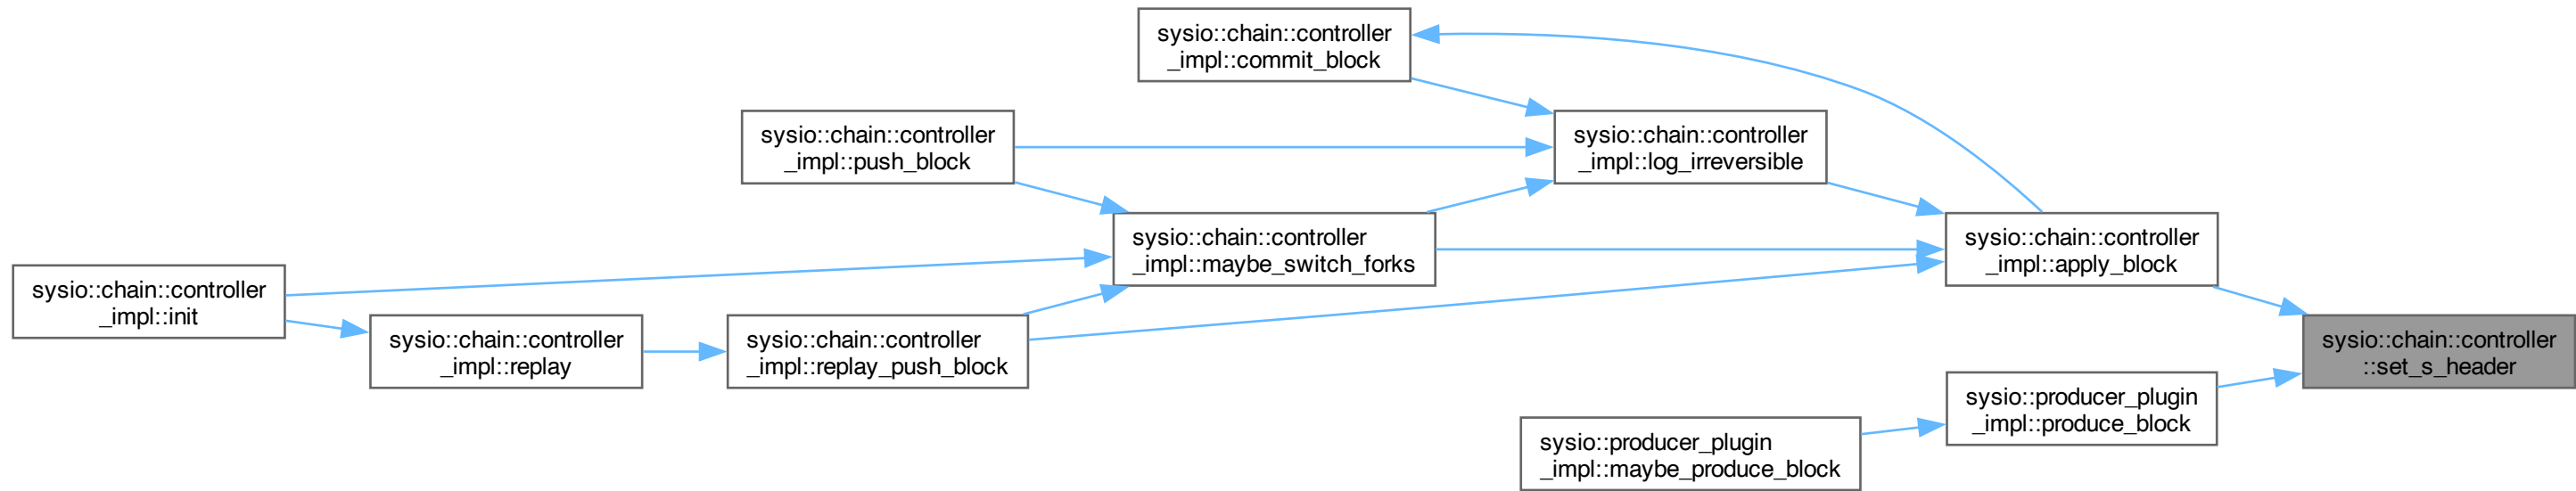 sysio::chain::controller
_impl::commit_block
sysio::chain::controller
_impl::push_block
sysio::chain::controller
_impl::log_irreversible
sysio::chain::controller
_impl::maybe_switch_forks
sysio::chain::controller
_impl::apply_block
sysio::chain::controller
_impl::init
sysio::chain::controller
_impl::replay
sysio::chain::controller
_impl::replay_push_block
sysio::chain::controller
::set_s_header
sysio::producer_plugin
_impl::produce_block
sysio::producer_plugin
_impl::maybe_produce_block